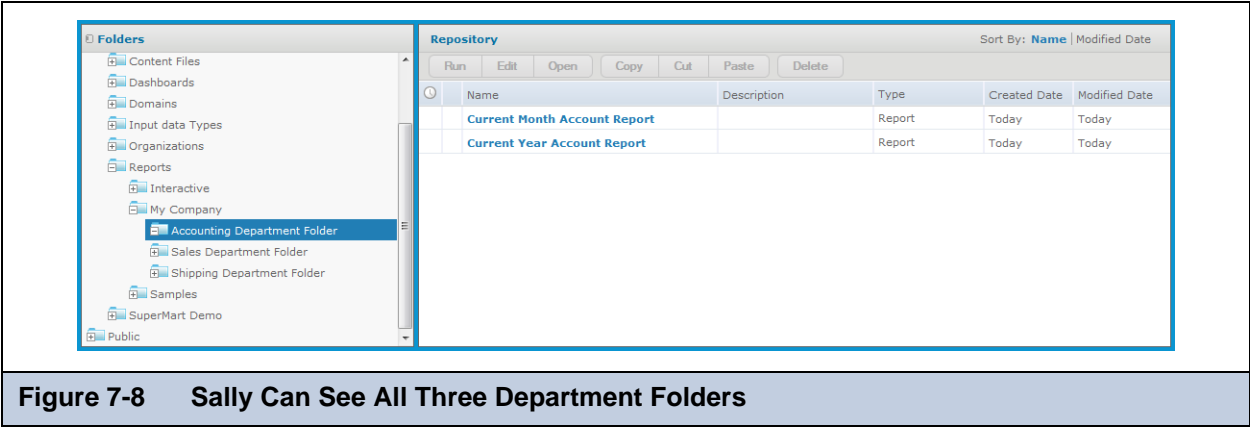 Folders
Content Files
Dashboards
Domains
Input data Types
Organizations
Reports
Interactive
My Company
Accounting Department Folder
Sales Department Folder
Shipping Department Folder
Samples
SuperMart Demo
Public
Repository
Sort By: Name | Modified Date
Run Edit Open Copy Cut Paste Delete
Name Description Type Created Date Modified Date
Current Month Account Report Report Today Today
Current Year Account Report Report Today Today
Figure 7-8 Sally Can See All Three Department Folders